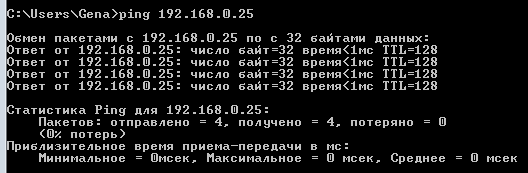 C:\Users\Gena>ping 192.168.0.25
Обмен пакетами с 192.168.0.25 по с 32 байтами данных:
Ответ от 192.168.0.25: число байт=32 время<1мс TTL=128
Ответ от 192.168.0.25: число байт=32 время<1мс TTL=128
Ответ от 192.168.0.25: число байт=32 время<1мс TTL=128
Ответ от 192.168.0.25: число байт=32 время<1мс TTL=128
Статистика Ping для 192.168.0.25:
Пакетов: отправлено = 4, получено = 4, потеряно = 0
(0% потерь)
Приблизительное время приема-передачи в мс:
Минимальное = 0мсек, Максимальное = 0 мсек, Среднее = 0 мсек